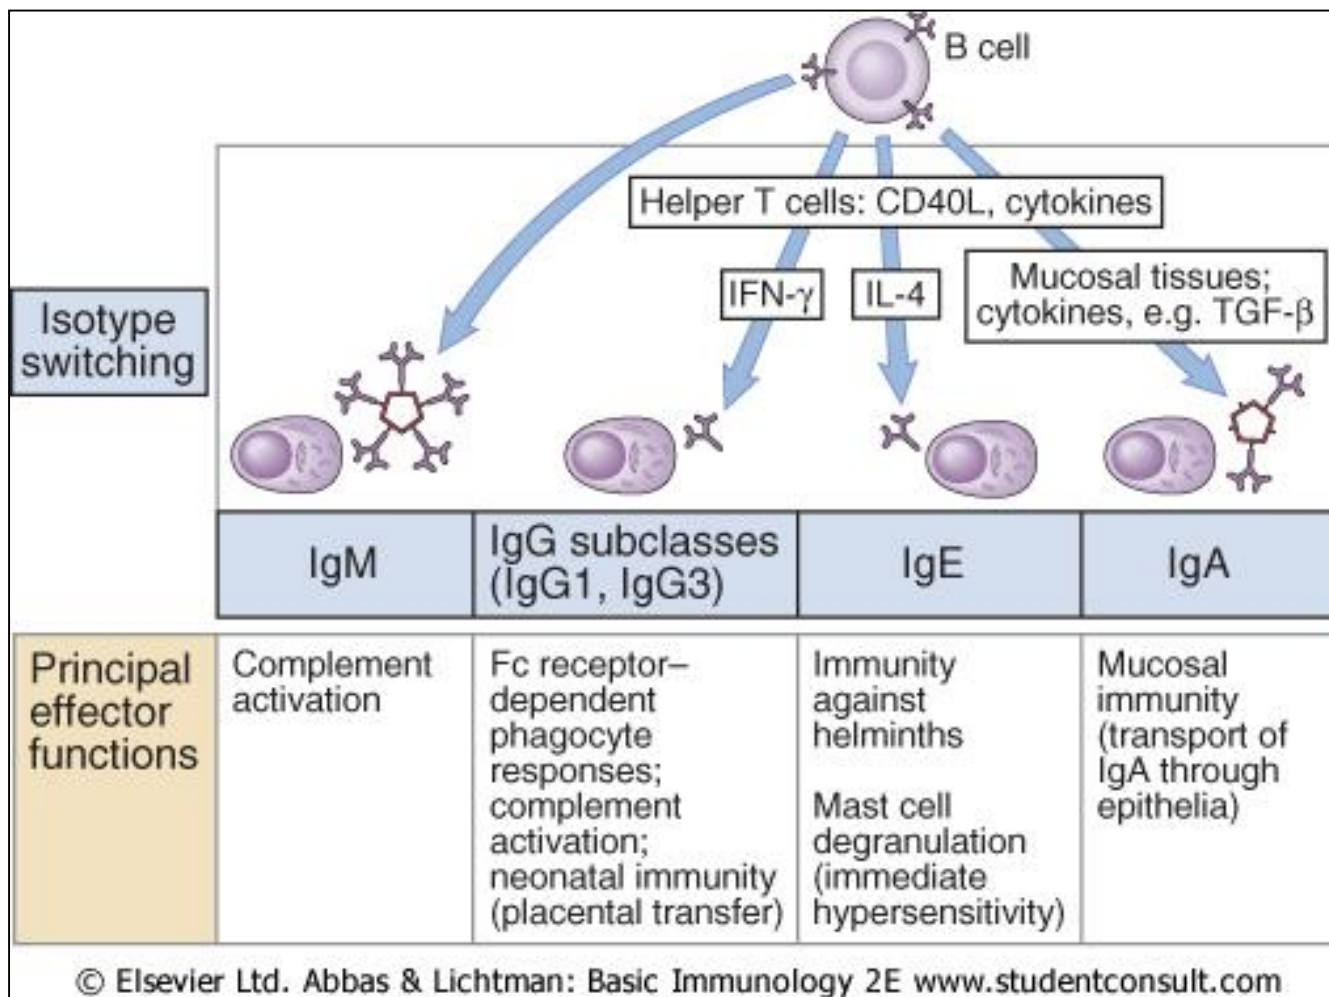 B cell
Helper T cells: CD40L, cytokines
IFN-γ
IL-4
Mucosal tissues;
cytokines, e.g. TGF-β
Isotype
switching
IgM
IgG subclasses
(IgG1, IgG3)
IgE
IgA
Principal
effector
functions
Complement
activation
Fc receptor–
dependent
phagocyte
responses;
complement
activation;
neonatal immunity
(placental transfer)
Immunity
against
helminths
Mast cell
degranulation
(immediate
hypersensitivity)
Mucosal
immunity
(transport of
IgA through
epithelia)
© Elsevier Ltd. Abbas & Lichtman: Basic Immunology 2E www.studentconsult.com